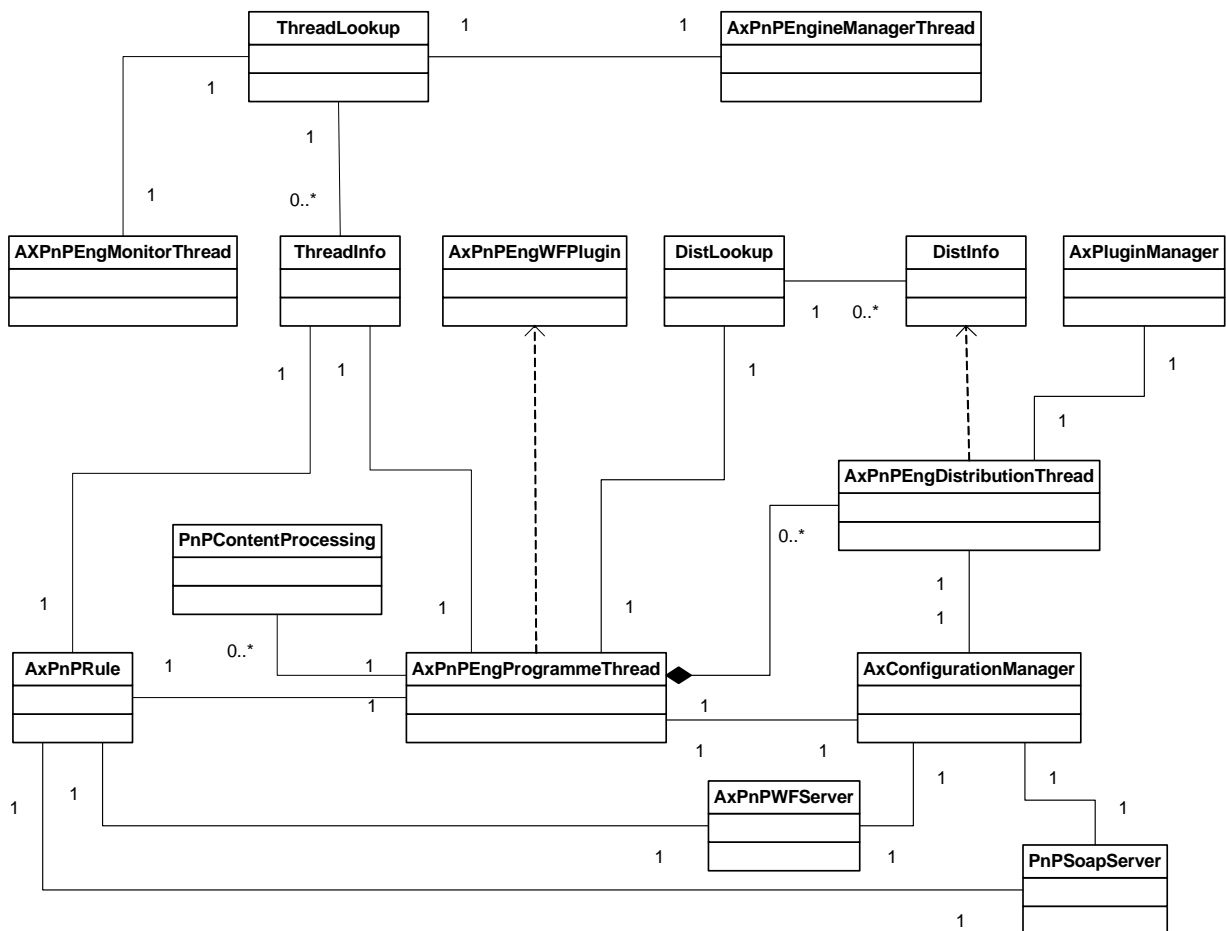 ThreadLookup
1
1
AxPnPEngineManagerThread
1
1
1
0..*
AXPnPEngMonitorThread
ThreadInfo
AxPnPEngWFPlugin
DistLookup
DistInfo
AxPluginManager
1
0..*
1
1
1
1
1
AxPnPEngDistributionThread
PnPContentProcessing
0..*
1
1
1
1
1
0..*
1
1
AxPnPRule
AxPnPEngProgrammeThread
AxConfigurationManager
1
1
1
1
1
1
1
1
AxPnPWFServer
1
1
1
PnPSoapServer
1